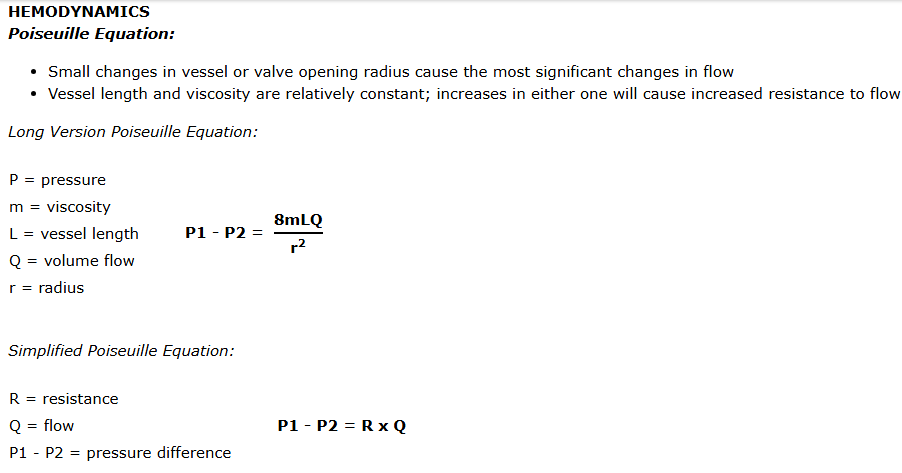 HEMODYNAMICS
Poiseuille Equation:
• Small changes in vessel or valve opening radius cause the most significant changes in flow
• Vessel length and viscosity are relatively constant; increases in either one will cause increased resistance to flow
Long Version Poiseuille Equation:
P = pressure
m = viscosity
L = vessel length
Q = volume flow
r = radius
P1 - P2 = 8mLQ
r²
Simplified Poiseuille Equation:
R = resistance
Q = flow
P1 - P2 = pressure difference
P1 - P2 = R x Q